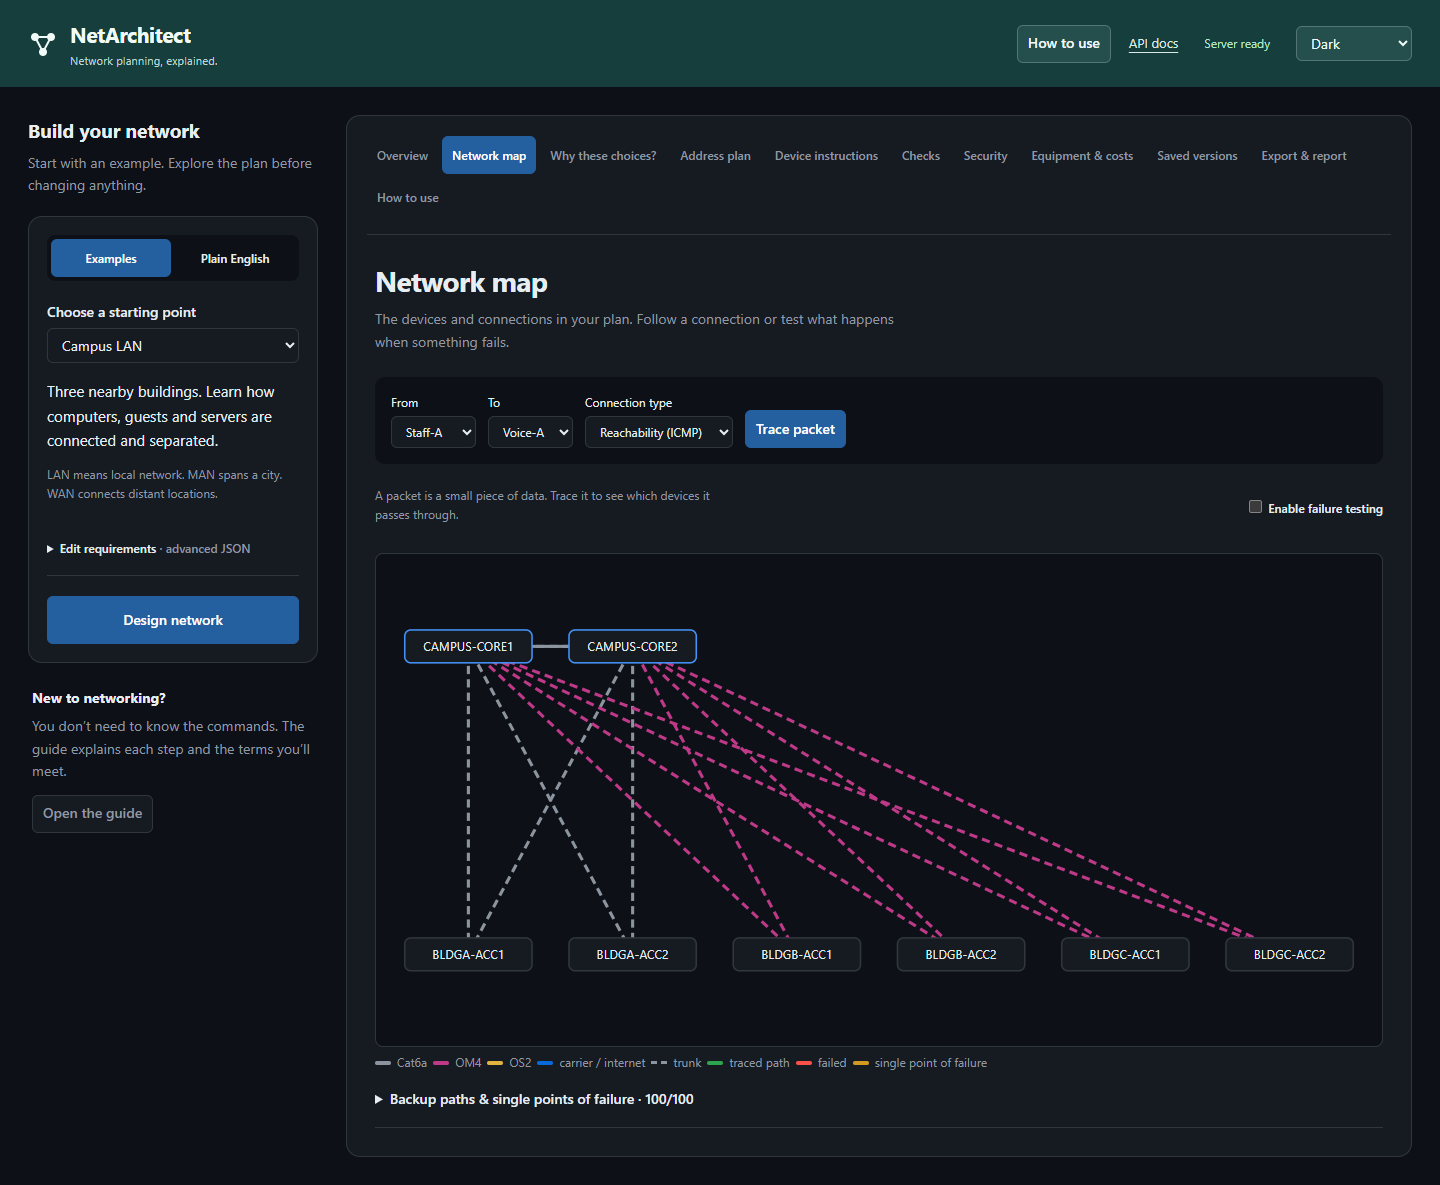 NetArchitect
Network planning, explained.
How to use
API docs
Server ready
Dark
Build your network
Start with an example. Explore the plan before
changing anything.
Examples
Plain English
Choose a starting point
Campus LAN
Three nearby buildings. Learn how
computers, guests and servers are
connected and separated.
LAN means local network. MAN spans a city.
WAN connects distant locations.
Edit requirements · advanced JSON
Design network
New to networking?
You don’t need to know the commands. The
guide explains each step and the terms you’ll
meet.
Open the guide
Overview
Network map
Why these choices?
Address plan
Device instructions
Checks
Security
Equipment & costs
Saved versions
Export & report
How to use
Network map
The devices and connections in your plan. Follow a connection or test what happens
when something fails.
From
To
Connection type
Staff-A
Voice-A
Reachability (ICMP)
Trace packet
A packet is a small piece of data. Trace it to see which devices it
passes through.
Enable failure testing
CAMPUS-CORE1
CAMPUS-CORE2
BLDGA-ACC1
BLDGA-ACC2
BLDGB-ACC1
BLDGB-ACC2
BLDGC-ACC1
BLDGC-ACC2
Cat6a
OM4
OS2
carrier / internet
trunk
traced path
failed
single point of failure
Backup paths & single points of failure · 100/100